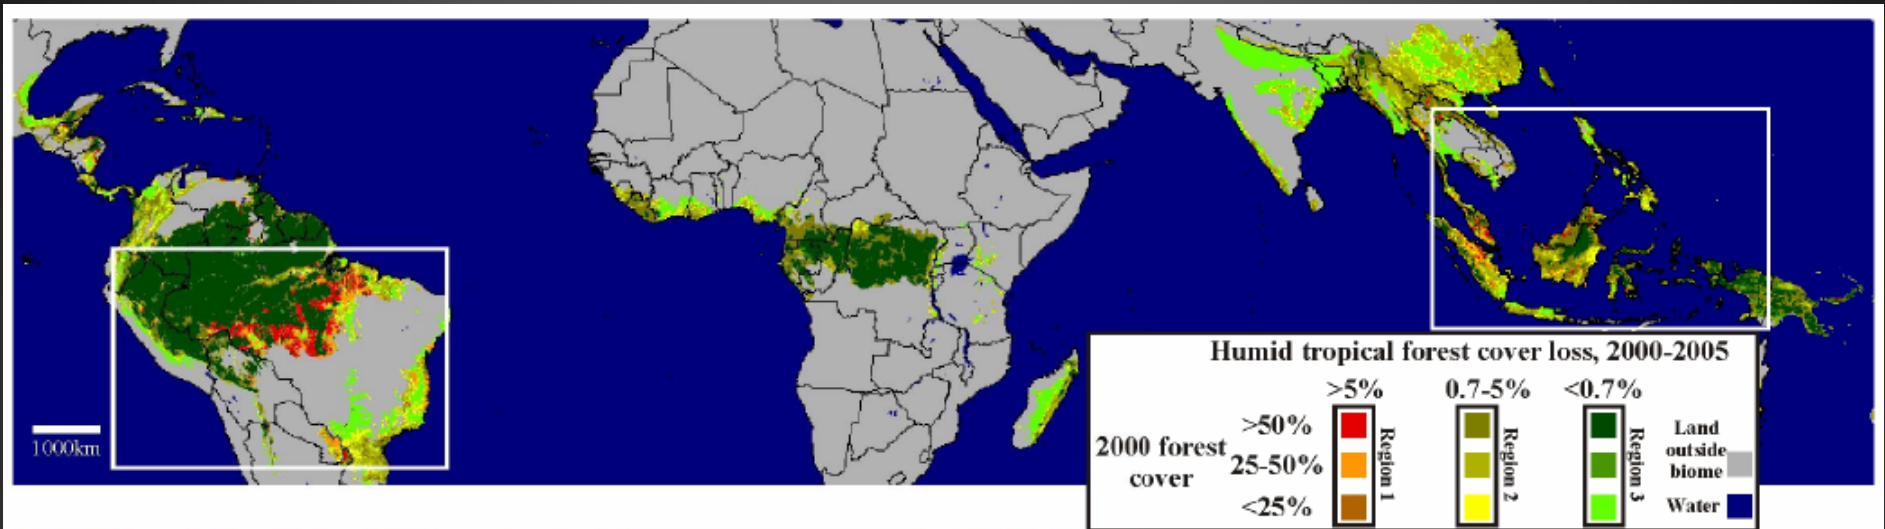 1000km
Humid tropical forest cover loss, 2000-2005
>5% 0.7-5% <0.7%
2000 forest
cover
>50%
25-50%
<25%
Region 1
Region 2
Region 3
Land
outside
biome
Water